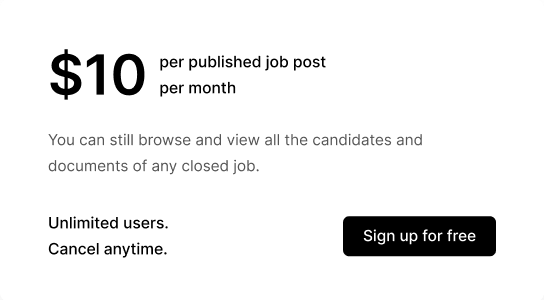 $10
per published job post
per month
You can still browse and view all the candidates and
documents of any closed job.
Unlimited users.
Cancel anytime.
Sign up for free